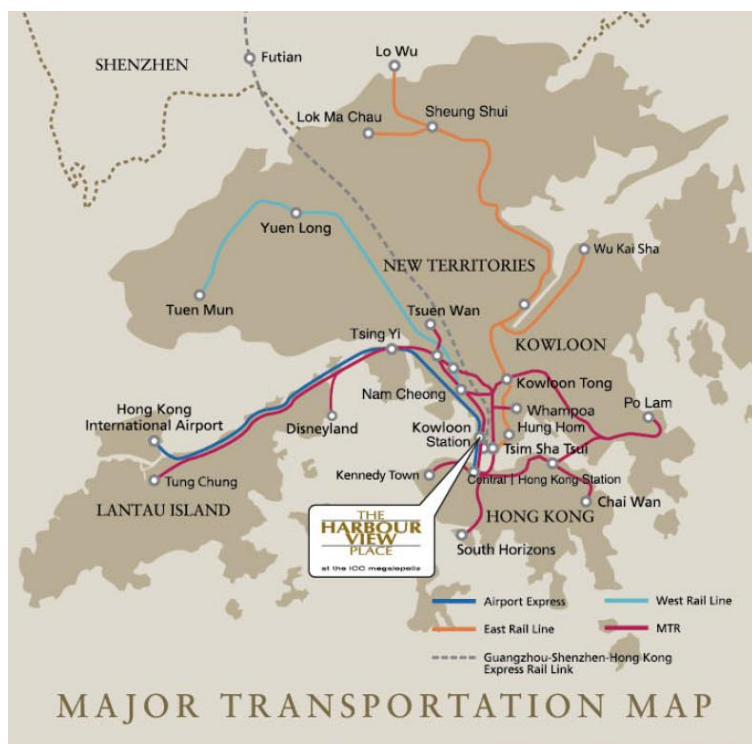 SHENZHEN
Futian
Lo Wu
Lok Ma Chau
Sheung Shui
Yuen Long
Wu Kai Sha
NEW TERRITORIES
Tuen Mun
Tsuen Wan
Tsing Yi
KOWLOON
Kowloon Tong
Nam Cheong
Po Lam
Hong Kong
International Airport
Disneyland
Whampoa
Kowloon
Station
Hung Hom
Tsim Sha Tsui
Tung Chung
Kennedy Town
Central | Hong Kong Station
LANTAU ISLAND
Chai Wan
HONG KONG
South Horizons
THE
HARBOUR
VIEW
PLACE
at the ICC megalopolis
Airport Express
West Rail Line
East Rail Line
MTR
Guangzhou-Shenzhen-Hong Kong
Express Rail Link
MAJOR TRANSPORTATION MAP